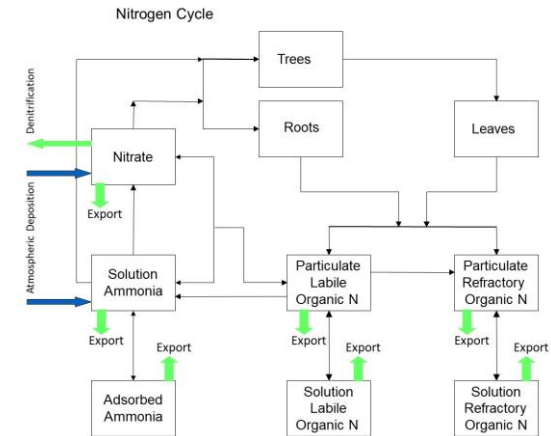 Nitrogen Cycle
Trees
Denitrification
Roots
Leaves
Nitrate
Export
Atmospheric Deposition
Solution
Ammonia
Particulate
Labile
Organic N
Particulate
Refractory
Organic N
Export
Export
Export
Export
Export
Export
Adsorbed
Ammonia
Solution
Labile
Organic N
Solution
Refractory
Organic N